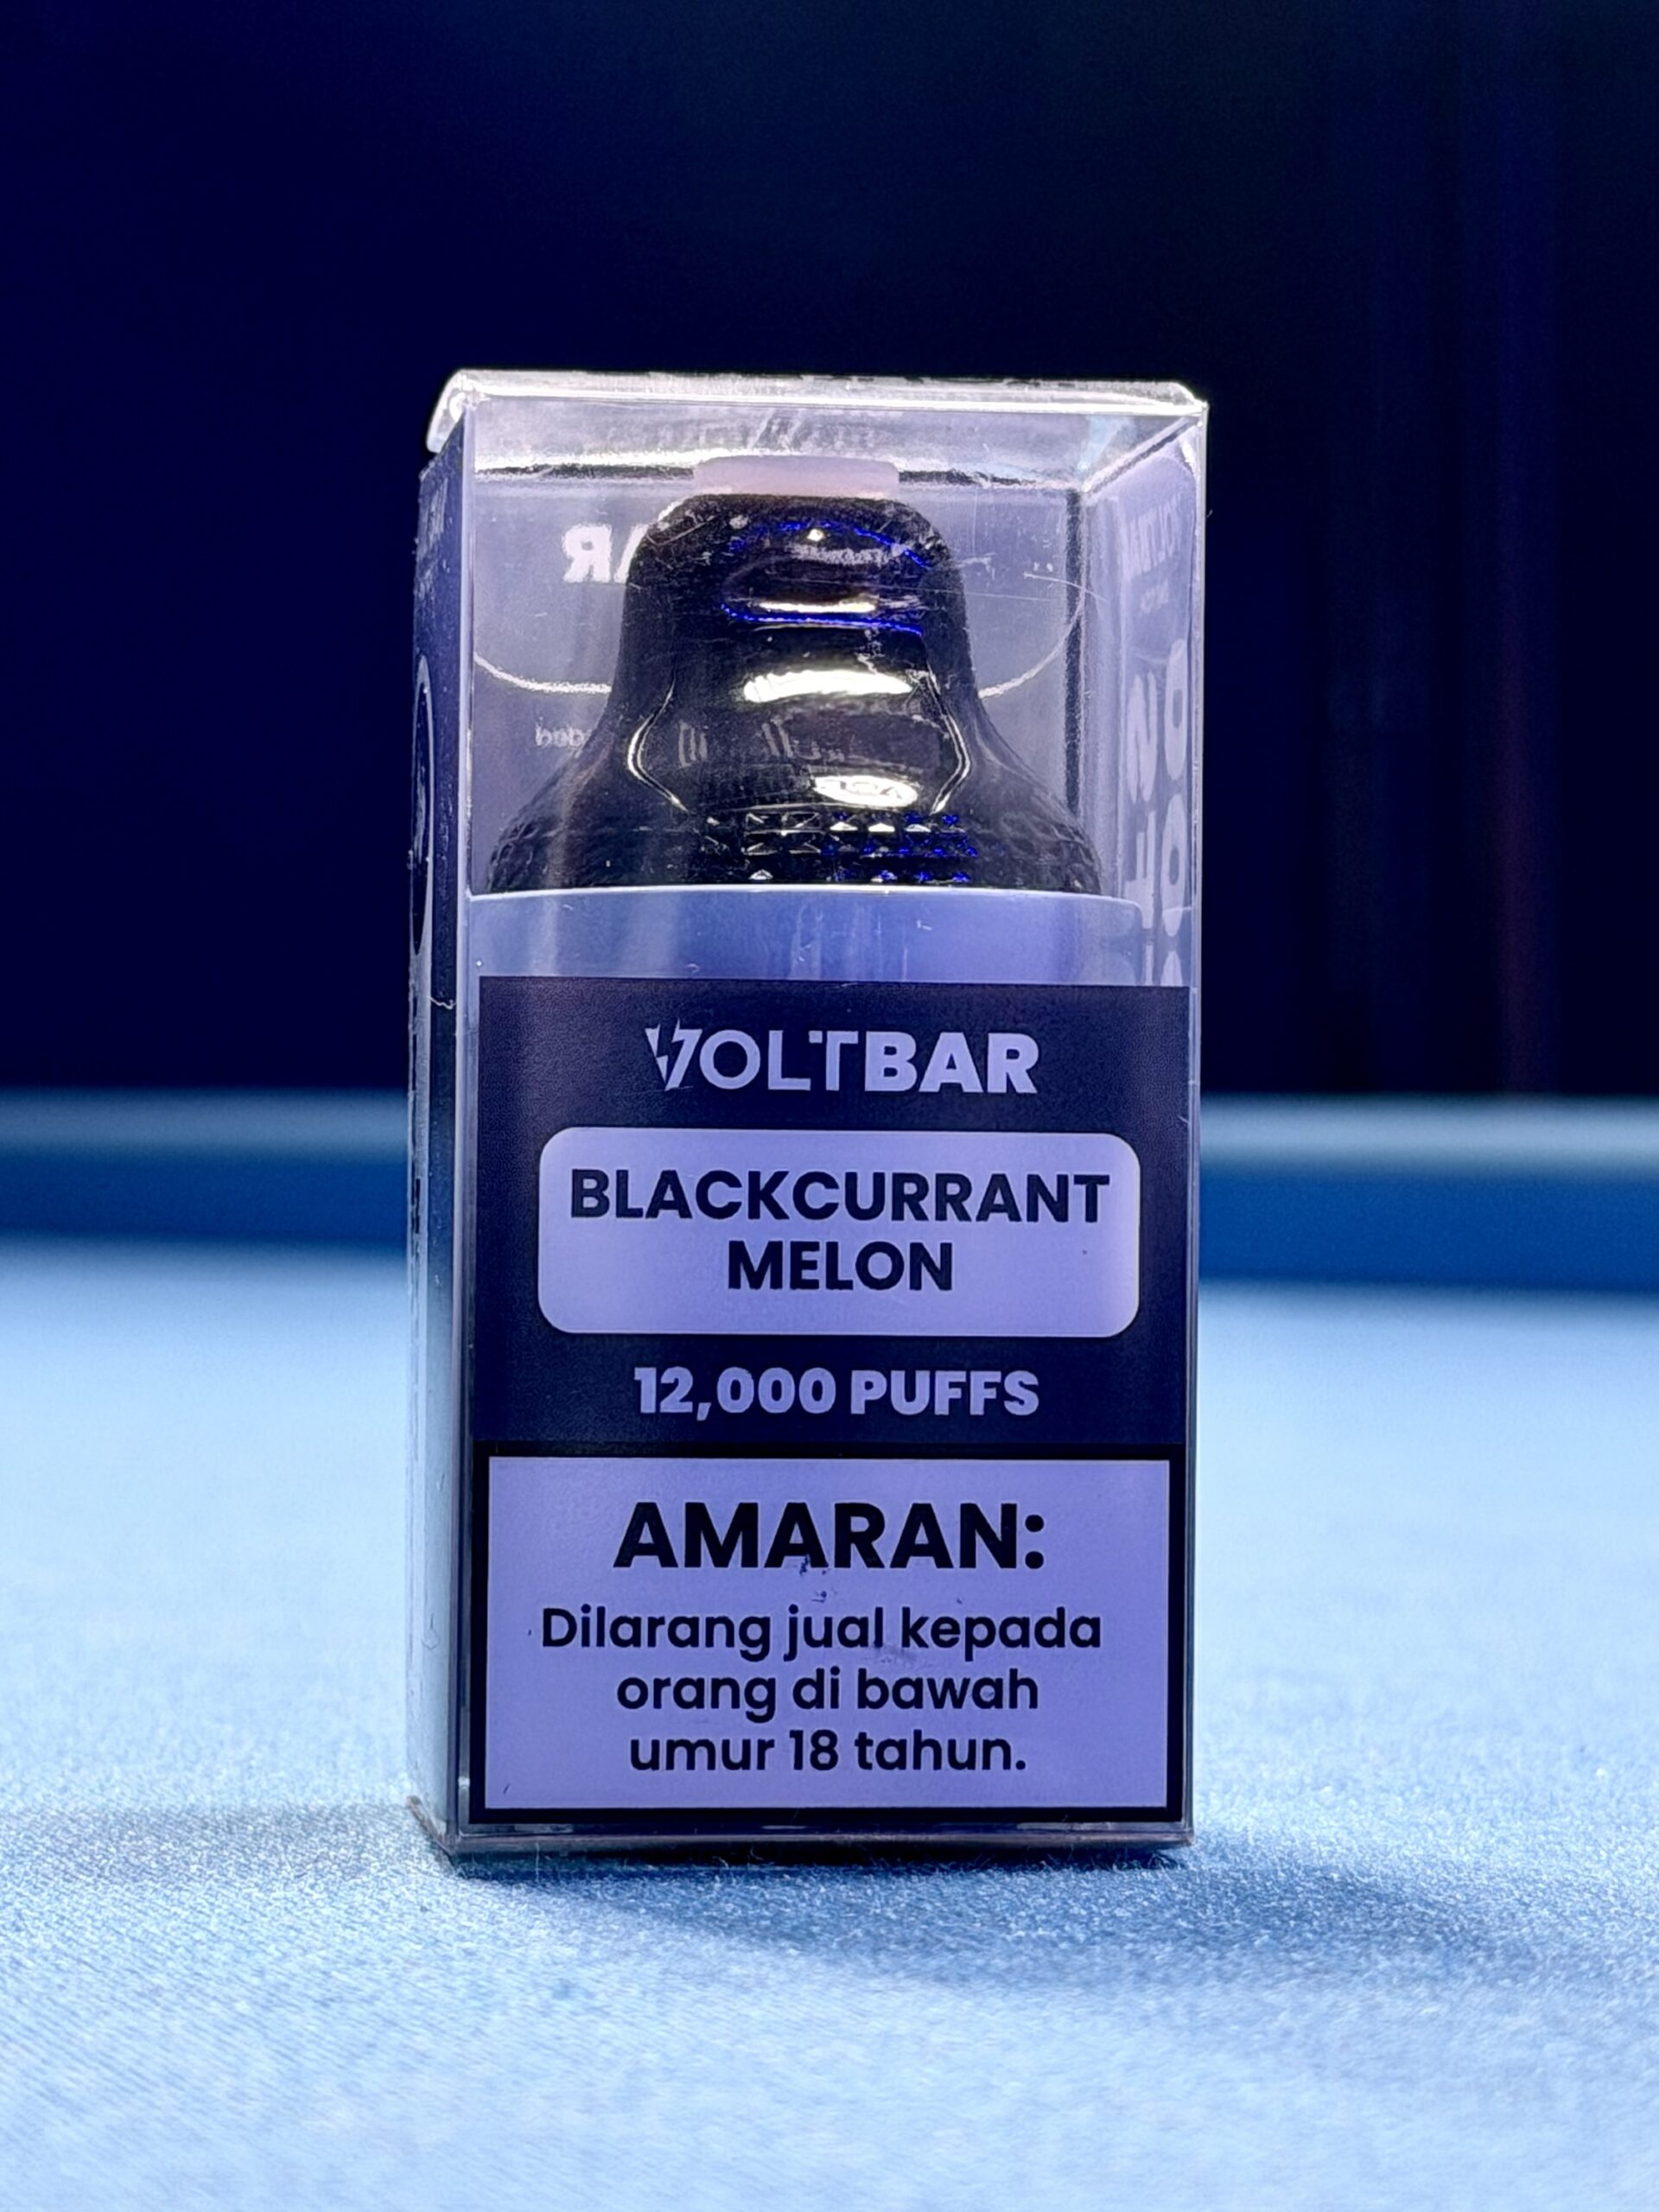 VOLTBAR
BLACKCURRANT
MELON
12,000 PUFFS
AMARAN:
Dilarang jual kepada
orang di bawah
umur 18 tahun.